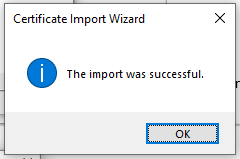 Certificate Import Wizard
The import was successful.
OK